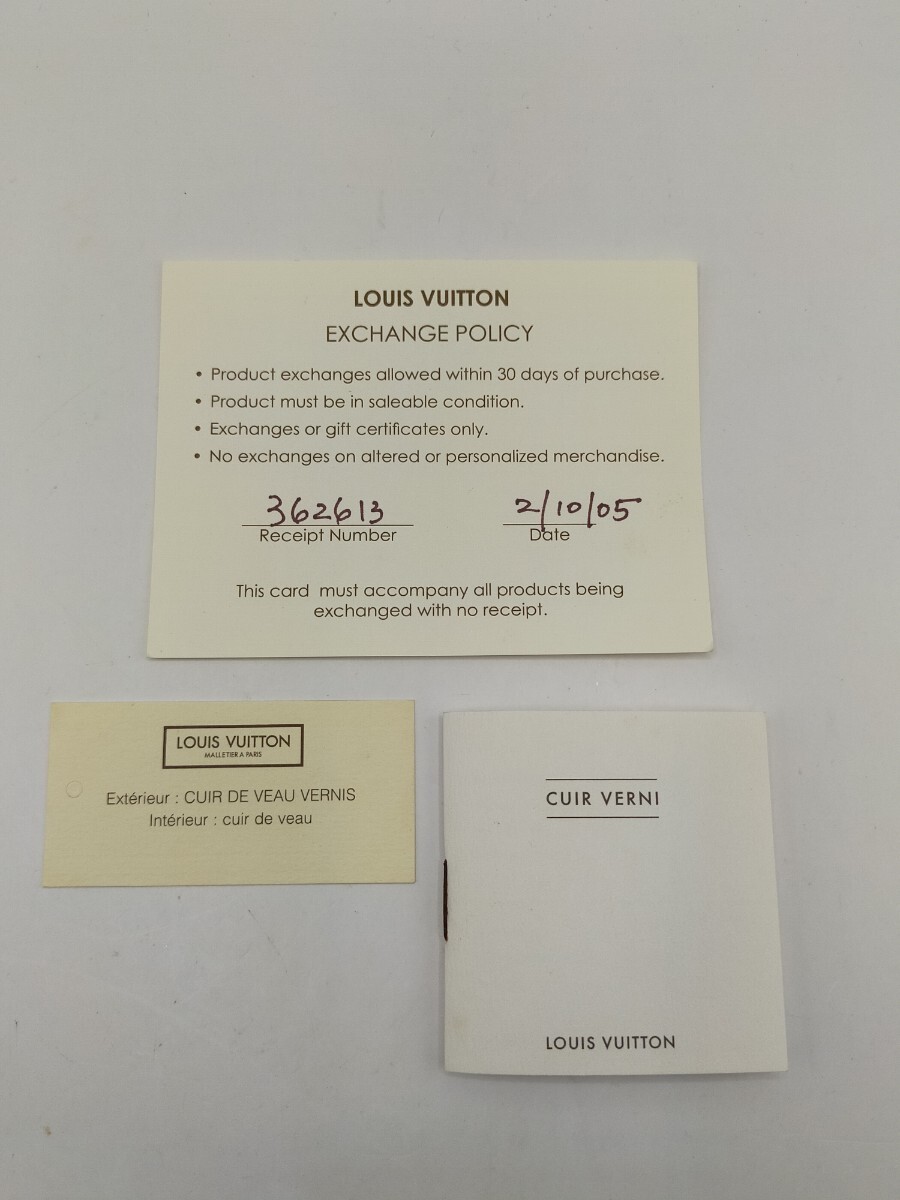 LOUIS VUITTON
EXCHANGE POLICY
• Product exchanges allowed within 30 days of purchase.
• Product must be in saleable condition.
• Exchanges or gift certificates only.
• No exchanges on altered or personalized merchandise.
362613 2/10/05
Receipt Number Date
This card must accompany all products being
exchanged with no receipt.
LOUIS VUITTON
MALLETIER A PARIS
Extérieur : CUIR DE VEAU VERNIS
Intérieur : cuir de veau
CUIR VERNI
LOUIS VUITTON